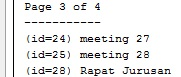 Page 3 of 4
-----------
(id=24) meeting 27
(id=25) meeting 28
(id=28) Rapat Jurusan